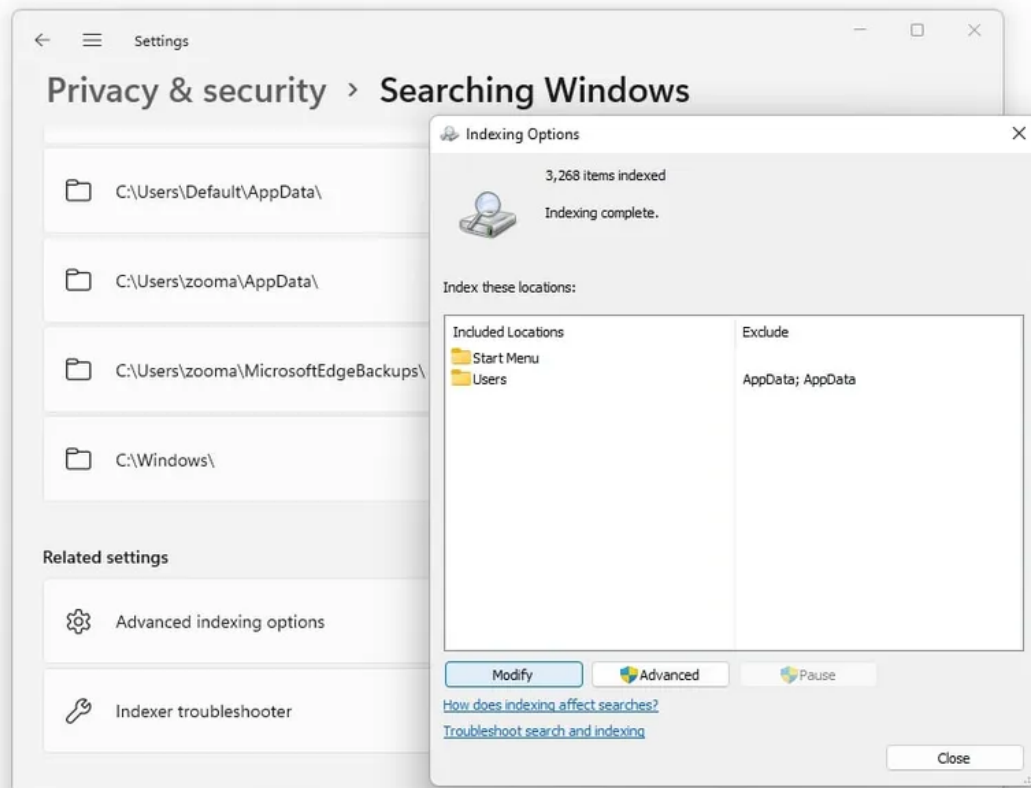 Settings
Privacy & security › Searching Windows
C:\Users\Default\AppData\
C:\Users\zooma\AppData\
C:\Users\zooma\MicrosoftEdgeBackups\
C:\Windows\
Related settings
Advanced indexing options
Indexer troubleshooter
Indexing Options
3,268 items indexed
Indexing complete.
Index these locations:
Included Locations Exclude
Start Menu
Users AppData; AppData
Modify Advanced Pause
How does indexing affect searches?
Troubleshoot search and indexing
Close